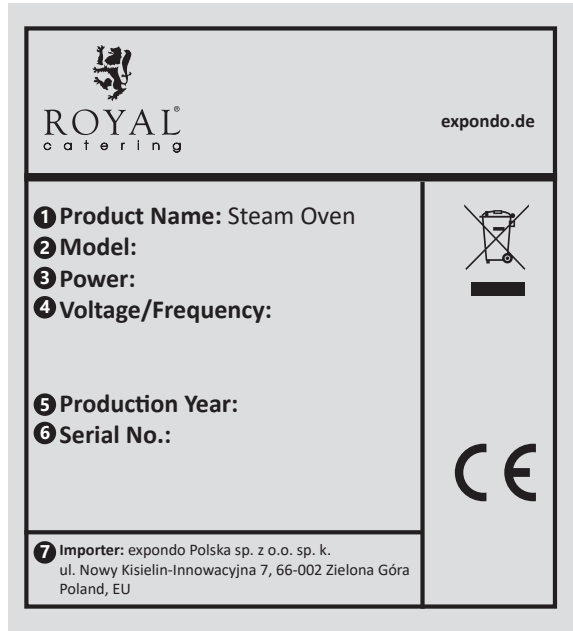 ROYAL®
catering
expondo.de
1 Product Name: Steam Oven
2 Model:
3 Power:
4 Voltage/Frequency:
5 Production Year:
6 Serial No.:
CE
7 Importer: expondo Polska sp. z o.o. sp. k.
ul. Nowy Kisielin-Innowacyjna 7, 66-002 Zielona Góra
Poland, EU